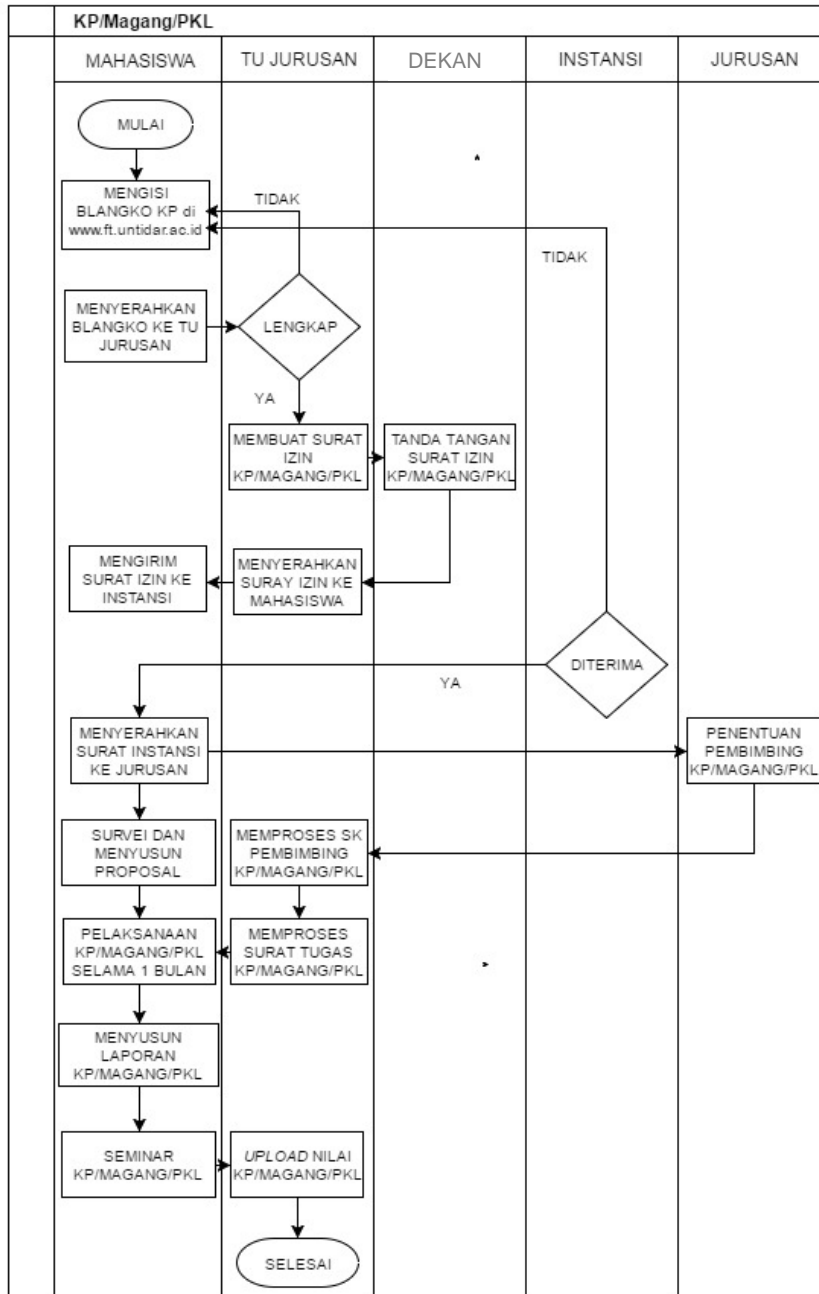 KP/Magang/PKL
MAHASISWA
TU JURUSAN
DEKAN
INSTANSI
JURUSAN
MULAI
MENGISI
BLANGKO KP di
www.ft.untidar.ac.id
TIDAK
TIDAK
MENYERAHKAN
BLANGKO KE TU
JURUSAN
LENGKAP
YA
MEMBUAT SURAT
IZIN
KP/MAGANG/PKL
TANDA TANGAN
SURAT IZIN
KP/MAGANG/PKL
MENGIRIM
SURAT IZIN KE
INSTANSI
MENYERAHKAN
SURAY IZIN KE
MAHASISWA
DITERIMA
YA
MENYERAHKAN
SURAT INSTANSI
KE JURUSAN
PENENTUAN
PEMBIMBING
KP/MAGANG/PKL
SURVEI DAN
MENYUSUN
PROPOSAL
MEMPROSES SK
PEMBIMBING
KP/MAGANG/PKL
PELAKSANAAN
KP/MAGANG/PKL
SELAMA 1 BULAN
MEMPROSES
SURAT TUGAS
KP/MAGANG/PKL
MENYUSUN
LAPORAN
KP/MAGANG/PKL
SEMINAR
KP/MAGANG/PKL
UPLOAD NILAI
KP/MAGANG/PKL
SELESAI